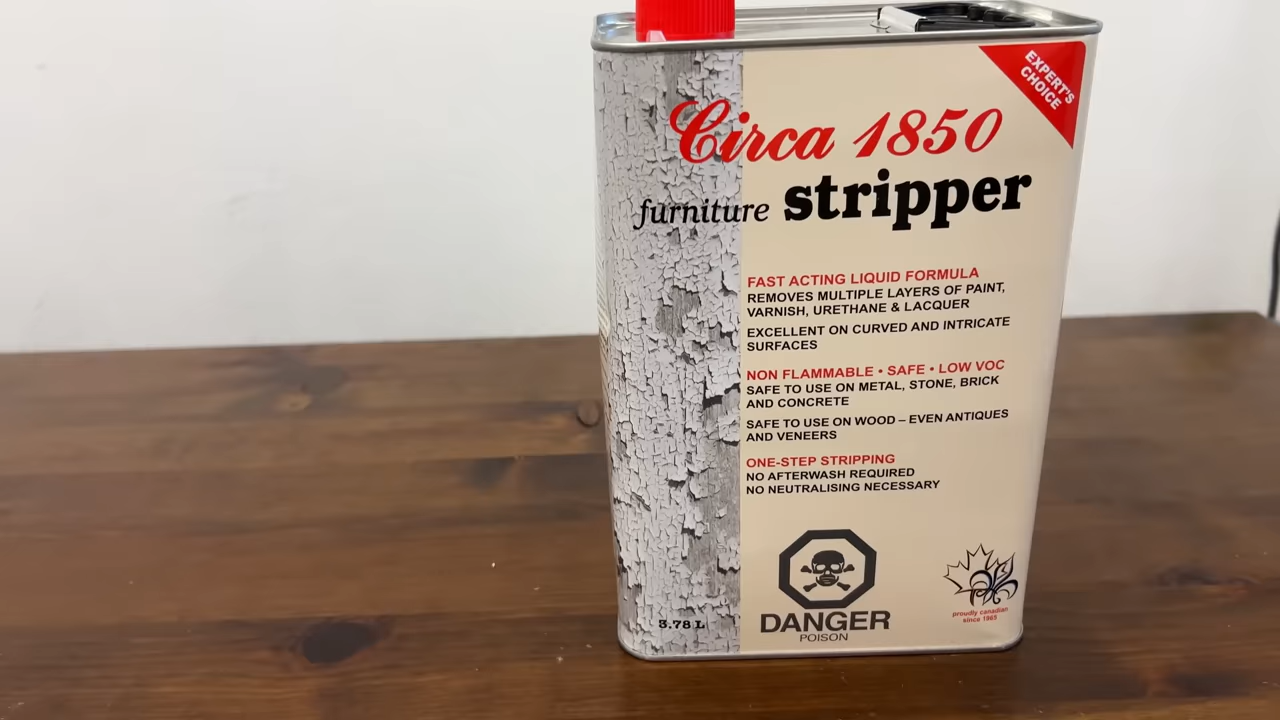 EXPERT'S
CHOICE
Circa 1850
furniture stripper
FAST ACTING LIQUID FORMULA
REMOVES MULTIPLE LAYERS OF PAINT,
VARNISH, URETHANE & LACQUER
EXCELLENT ON CURVED AND INTRICATE
SURFACES
NON FLAMMABLE • SAFE • LOW VOC
SAFE TO USE ON METAL, STONE, BRICK
AND CONCRETE
SAFE TO USE ON WOOD – EVEN ANTIQUES
AND VENEERS
ONE-STEP STRIPPING
NO AFTERWASH REQUIRED
NO NEUTRALISING NECESSARY
3.78 L
DANGER
POISON
proudly canadian
since 1965